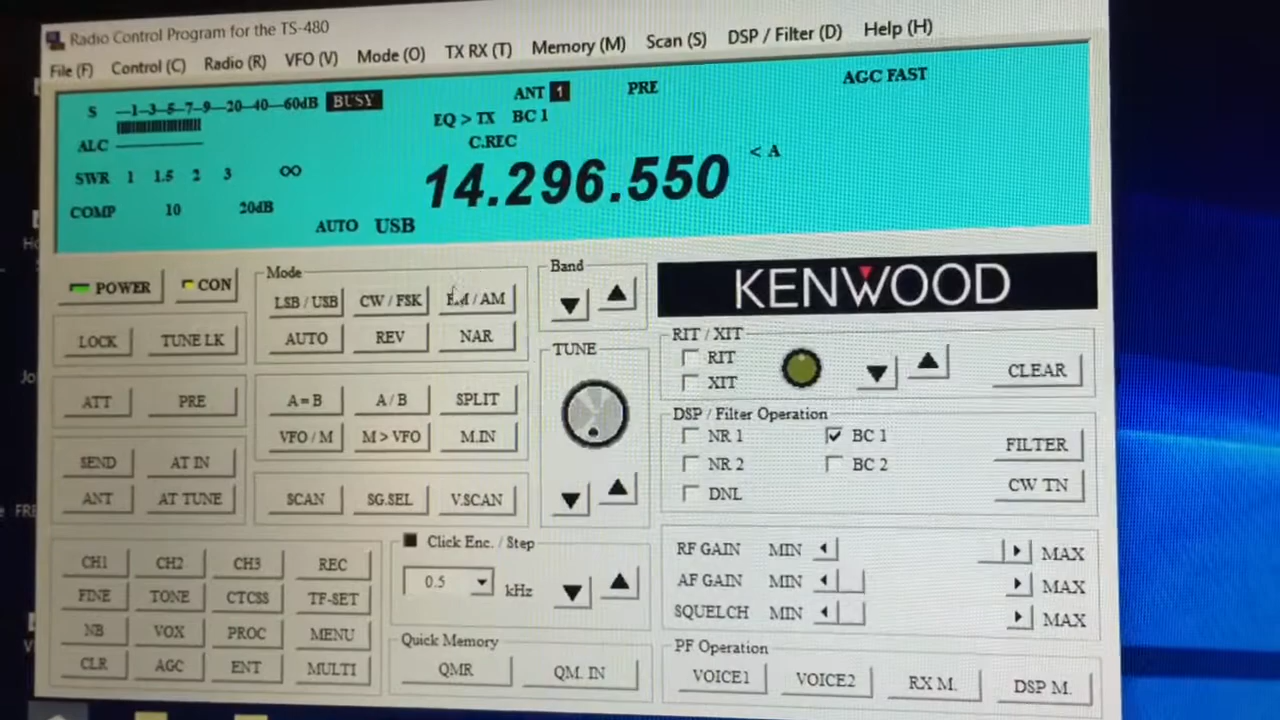 Radio Control Program for the TS-480
File (F) Control (C) Radio (R) VFO (V) Mode (O) TX RX (T) Memory (M) Scan (S) DSP / Filter (D) Help (H)
S 1-3-5-7-9-20-40-60dB BUSY
ANT 1 PRE AGC FAST
EQ > TX BC 1
ALC C.REC
14.296.550 < A
SWR 1 1.5 2 3 ∞
COMP 10 20dB
AUTO USB
POWER CON
LOCK TUNE LK
ATT PRE
SEND AT IN
ANT AT TUNE
Mode
LSB / USB CW / FSK FM / AM
AUTO REV NAR
A = B A / B SPLIT
VFO / M M > VFO M.IN
SCAN SG.SEL V.SCAN
Band
TUNE
KENWOOD
RIT / XIT
RIT
XIT
CLEAR
DSP / Filter Operation
NR 1 BC 1 FILTER
NR 2 BC 2
DNL CW TN
CH1 CH2 CH3 REC
FINE TONE CTCSS TF-SET
NB VOX PROC MENU
CLR AGC ENT MULTI
Click Enc. / Step
0.5 kHz
Quick Memory
QMR QM. IN
RF GAIN MIN MAX
AF GAIN MIN MAX
SQUELCH MIN MAX
PF Operation
VOICE1 VOICE2 RX M. DSP M.